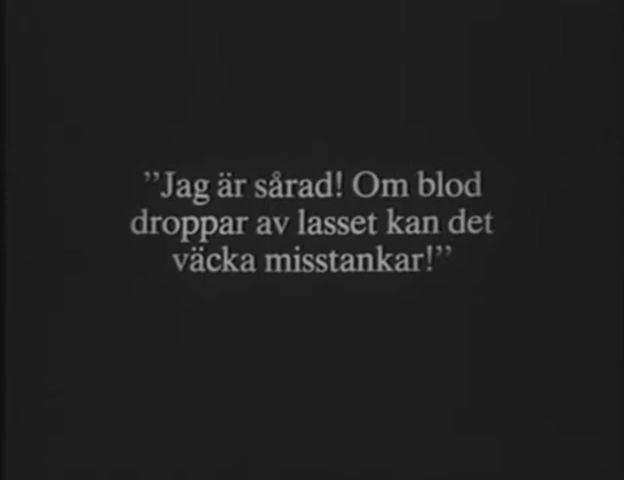 ”Jag är sårad! Om blod
droppar av lasset kan det
väcka misstankar!”